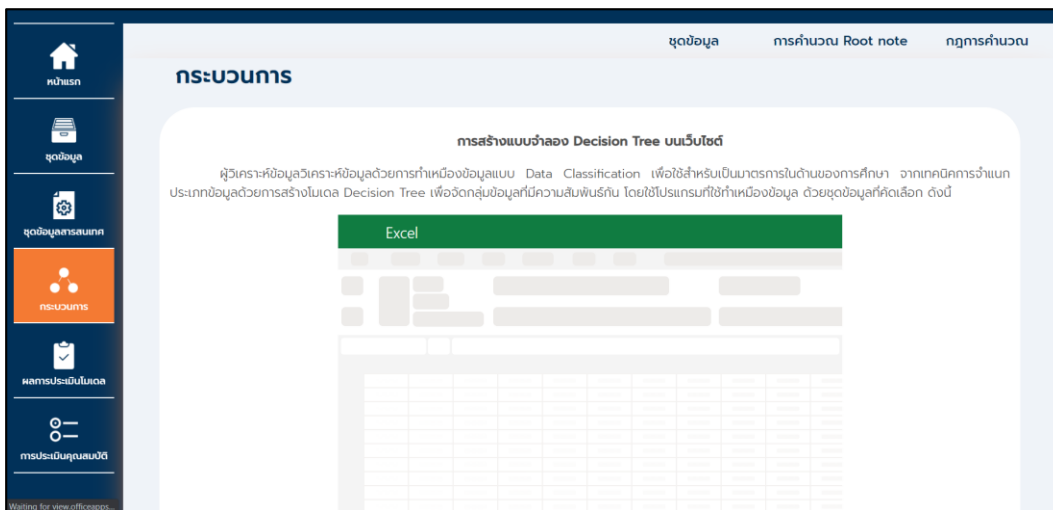 ชุดข้อมูล การคำนวณ Root note กฎการคำนวณ
หน้าแรก
ชุดข้อมูล
ชุดข้อมูลสารสนเทศ
กระบวนการ
ผลการประเมินโมเดล
การประเมินคุณสมบัติ
Waiting for view.officeapps...
กระบวนการ
การสร้างแบบจำลอง Decision Tree บนเว็บไซต์
ผู้วิเคราะห์ข้อมูลวิเคราะห์ข้อมูลด้วยการทำเหมืองข้อมูลแบบ Data Classification เพื่อใช้สำหรับเป็นมาตรการในด้านของการศึกษา จากเทคนิคการจำแนก
ประเภทข้อมูลด้วยการสร้างโมเดล Decision Tree เพื่อจัดกลุ่มข้อมูลที่มีความสัมพันธ์กัน โดยใช้โปรแกรมที่ใช้ทำเหมืองข้อมูล ด้วยชุดข้อมูลที่คัดเลือก ดังนี้
Excel